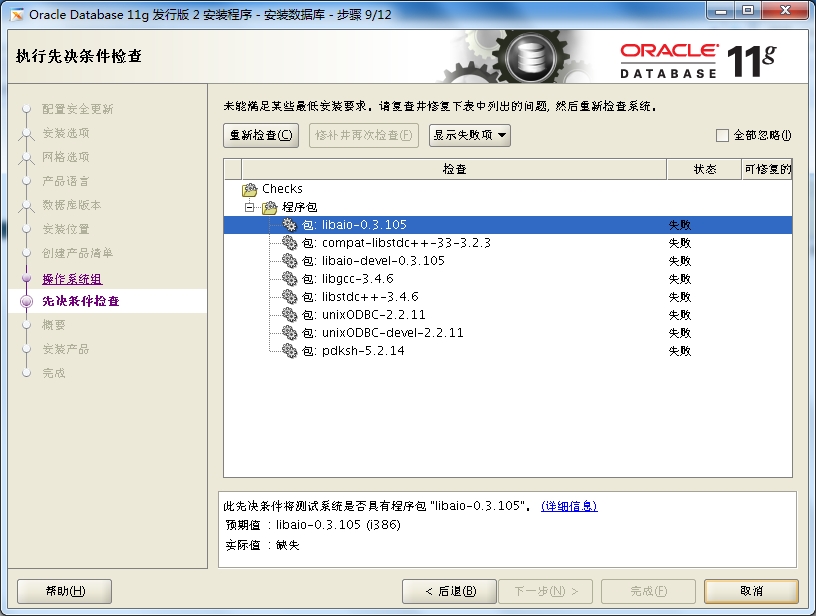 Oracle Database 11g 发行版 2 安装程序 - 安装数据库 - 步骤 9/12
执行先决条件检查
ORACLE DATABASE 11g
配置安全更新
安装选项
网格选项
产品语言
数据库版本
安装位置
创建产品清单
操作系统组
先决条件检查
概要
安装产品
完成
未能满足某些最低安装要求。请复查并修复下表中列出的问题, 然后重新检查系统。
重新检查(C) 修补并再次检查(F) 显示失败项 全部忽略(I)
检查 状态 可修复的
Checks
程序包
包: libaio-0.3.105 失败
包: compat-libstdc++-33-3.2.3 失败
包: libaio-devel-0.3.105 失败
包: libgcc-3.4.6 失败
包: libstdc++-3.4.6 失败
包: unixODBC-2.2.11 失败
包: unixODBC-devel-2.2.11 失败
包: pdksh-5.2.14 失败
此先决条件将测试系统是否具有程序包 "libaio-0.3.105"。 (详细信息)
预期值 : libaio-0.3.105 (i386)
实际值 : 缺失
帮助(H) < 后退(B) 下一步(N) > 完成(F) 取消